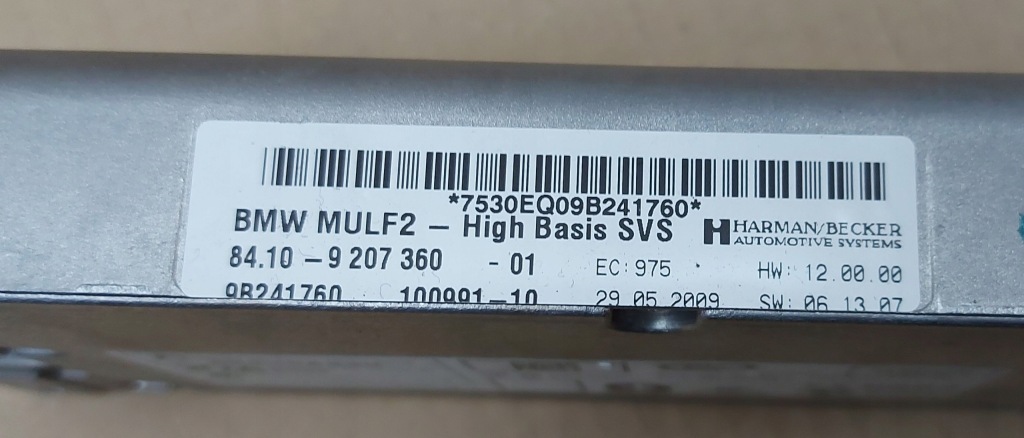 *7530EQ09B241760*
BMW MULF2 – High Basis SVS
HARMAN/BECKER
AUTOMOTIVE SYSTEMS
84.10 – 9 207 360 - 01 EC: 975 HW: 12.00.00
9B241760 100991–10 29.05.2009 SW: 06.13.07